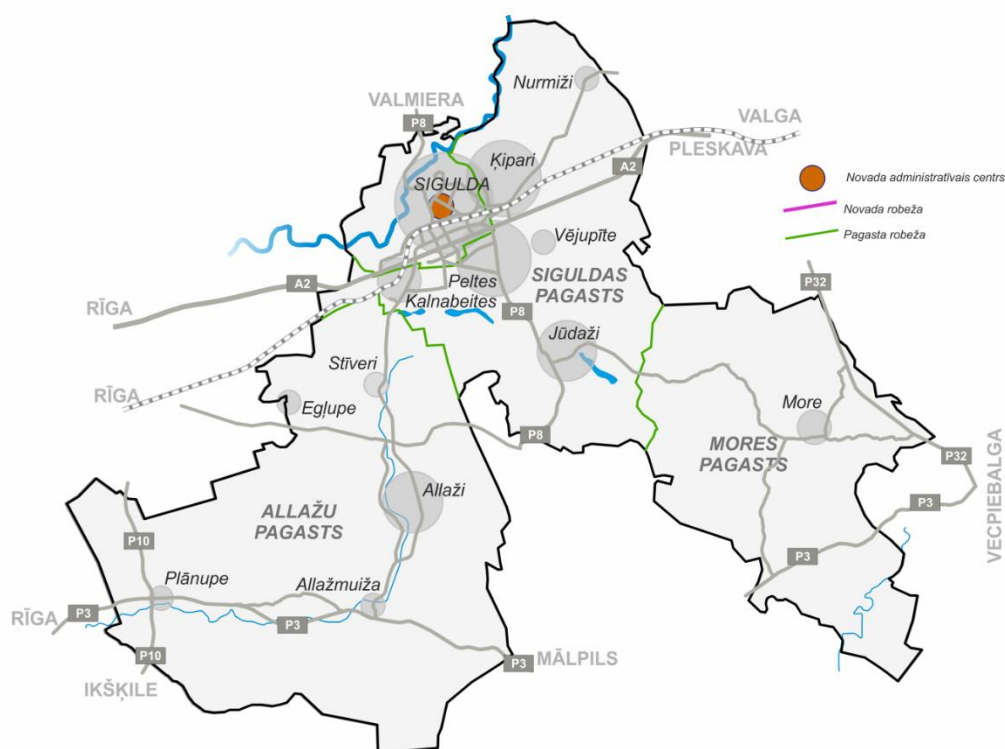 Nurmiži
VALMIERA
P8
VALGA
PLESKAVA
A2
Ķipari
SIGULDA
Novada administratīvais centrs
Novada robeža
Pagasta robeža
Vējupīte
A2
RĪGA
Peltes
SIGULDAS
PAGASTS
Kalnabeites
P8
P32
Jūdaži
Stīveri
RĪGA
Egļupe
More
P8
MORES
PAGASTS
P32
VECPIEBALGA
P3
Allaži
ALLAŽU
PAGASTS
P10
P3
Plānupe
Allažmuiža
RĪGA
P3
P3
P10
P3
MĀLPILS
IKŠĶILE